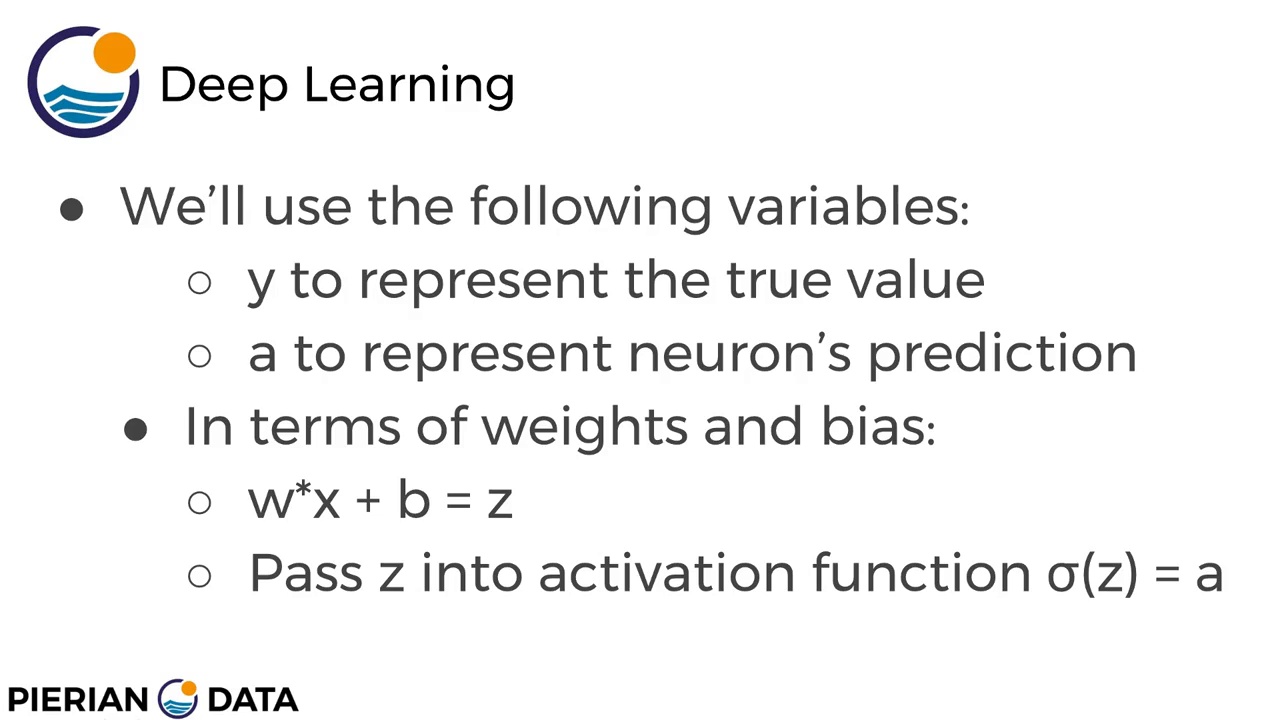 Deep Learning
● We’ll use the following variables:
○ y to represent the true value
○ a to represent neuron’s prediction
● In terms of weights and bias:
○ w*x + b = z
○ Pass z into activation function σ(z) = a
PIERIAN DATA